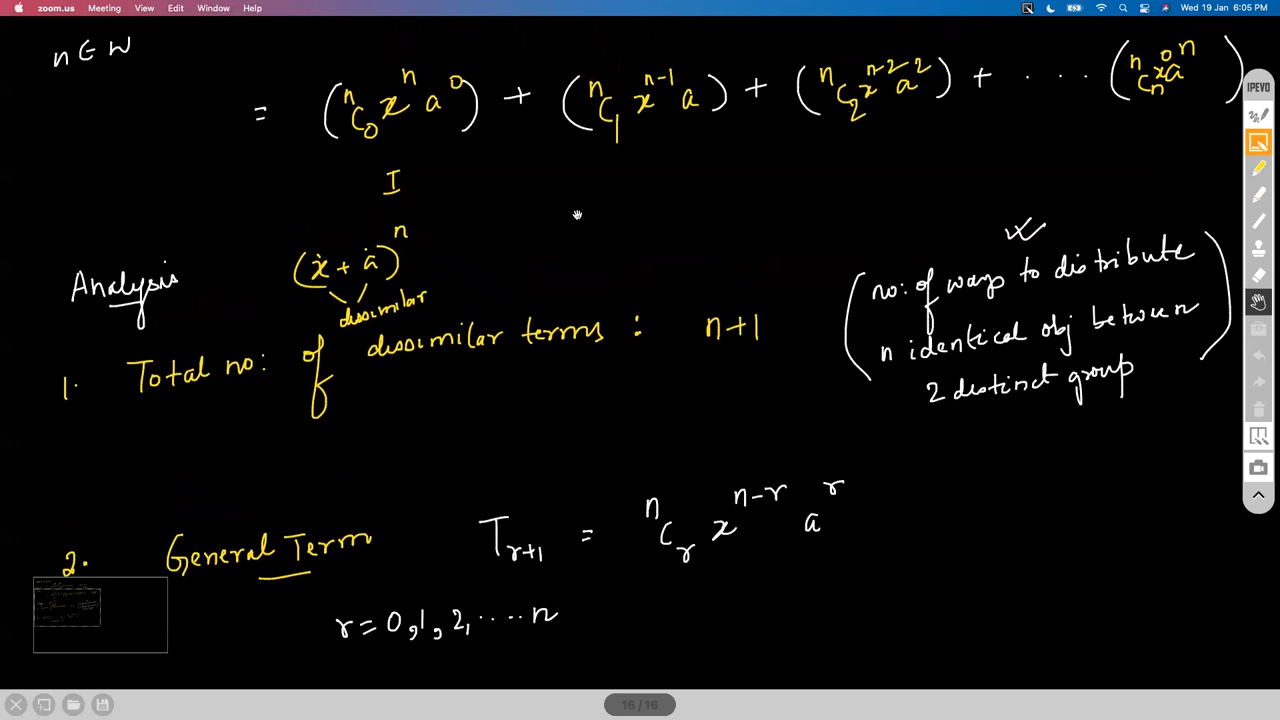 zoom.us Meeting View Edit Window Help Wed 19 Jan 6:05 PM
n ∈ W
= (ⁿC₀ xⁿ a⁰) + (ⁿC₁ xⁿ⁻¹ a) + (ⁿC₂ xⁿ⁻² a²) + ..... (ⁿCₙ x⁰ aⁿ)
I
Analysis (x + a)ⁿ
dissimilar
1. Total no: of dissimilar terms : n+1
(no: of ways to distribute
n identical obj between
2 distinct group)
2. General Term Tᵣ₊₁ = ⁿCᵣ xⁿ⁻ʳ aʳ
r = 0, 1, 2, ..... n
IPEVO
16 / 16